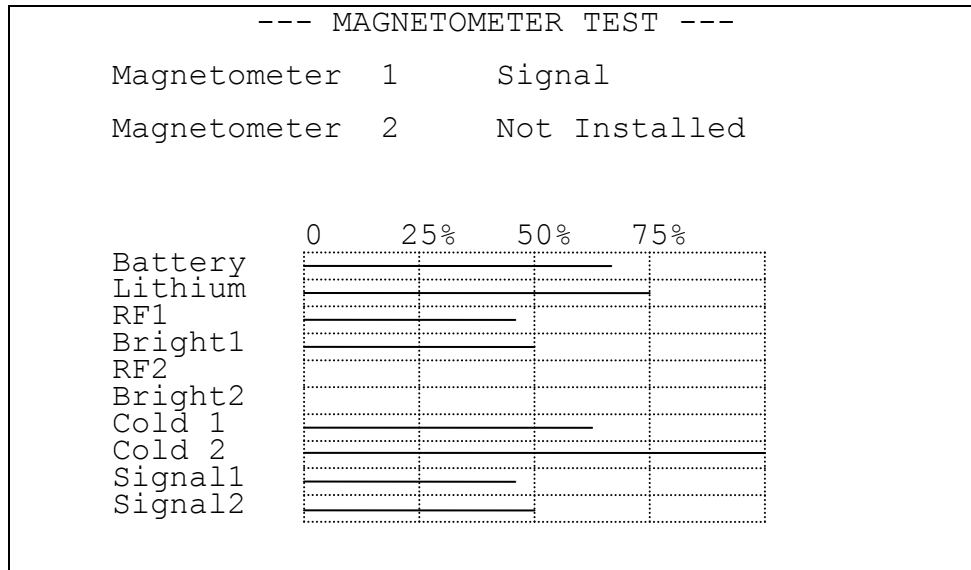 --- MAGNETOMETER TEST ---
Magnetometer 1 Signal
Magnetometer 2 Not Installed
0 25% 50% 75%
Battery
Lithium
RF1
Bright1
RF2
Bright2
Cold 1
Cold 2
Signal1
Signal2